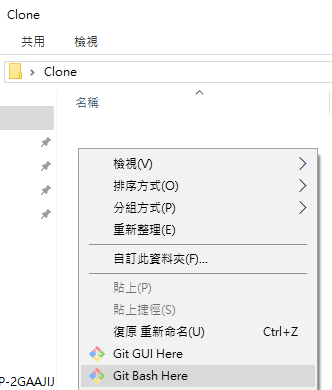 Clone
共用 檢視
Clone
名稱
檢視(V)
排序方式(O)
分組方式(P)
重新整理(E)
自訂此資料夾(F)...
貼上(P)
貼上捷徑(S)
復原 重新命名(U) Ctrl+Z
Git GUI Here
Git Bash Here
P-2GAAJIJ